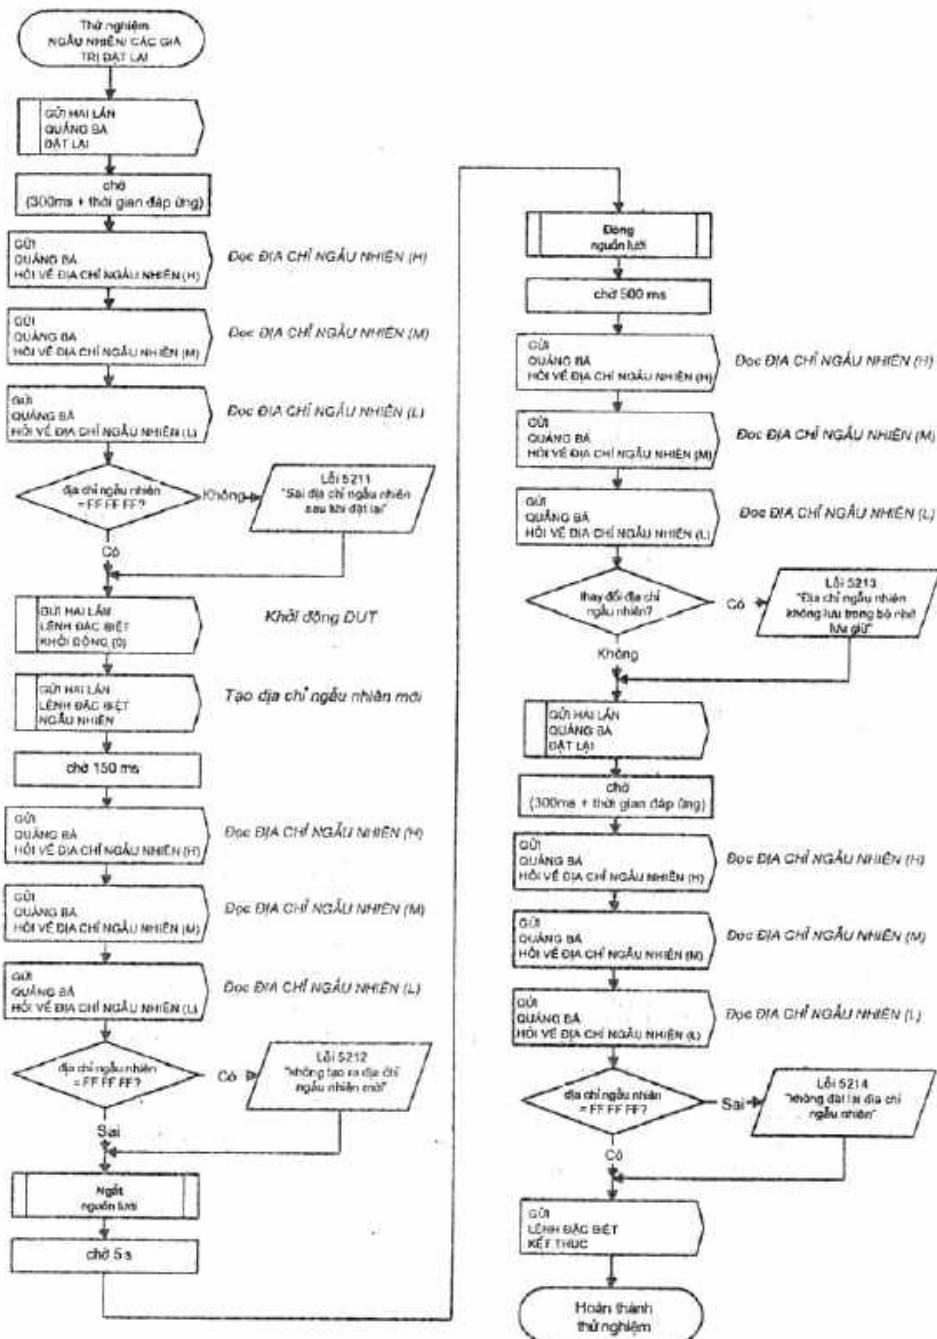 Thử nghiệm
NGẪU NHIÊN/ CÁC GIÁ
TRỊ ĐẶT LẠI
GỬI HAI LẦN
QUẢNG BÁ
ĐẶT LẠI
chờ
(300ms + thời gian đáp ứng)
GỬI
QUẢNG BÁ
HỎI VỀ ĐỊA CHỈ NGẪU NHIÊN (H)
Đọc ĐỊA CHỈ NGẪU NHIÊN (H)
GỬI
QUẢNG BÁ
HỎI VỀ ĐỊA CHỈ NGẪU NHIÊN (M)
Đọc ĐỊA CHỈ NGẪU NHIÊN (M)
GỬI
QUẢNG BÁ
HỎI VỀ ĐỊA CHỈ NGẪU NHIÊN (L)
Đọc ĐỊA CHỈ NGẪU NHIÊN (L)
địa chỉ ngẫu nhiên
= FF FF FF?
Không
Lỗi 5211
"Sai địa chỉ ngẫu nhiên
sau khi đặt lại"
Có
GỬI HAI LẦN
LỆNH ĐẶC BIỆT
KHỞI ĐỘNG (0)
Khởi động DUT
GỬI HAI LẦN
LỆNH ĐẶC BIỆT
NGẪU NHIÊN
Tạo địa chỉ ngẫu nhiên mới
chờ 150 ms
GỬI
QUẢNG BÁ
HỎI VỀ ĐỊA CHỈ NGẪU NHIÊN (H)
Đọc ĐỊA CHỈ NGẪU NHIÊN (H)
GỬI
QUẢNG BÁ
HỎI VỀ ĐỊA CHỈ NGẪU NHIÊN (M)
Đọc ĐỊA CHỈ NGẪU NHIÊN (M)
GỬI
QUẢNG BÁ
HỎI VỀ ĐỊA CHỈ NGẪU NHIÊN (L)
Đọc ĐỊA CHỈ NGẪU NHIÊN (L)
địa chỉ ngẫu nhiên
= FF FF FF?
Có
Lỗi 5212
"không tạo ra địa chỉ
ngẫu nhiên mới"
Sai
Ngắt
nguồn lưới
chờ 5 s
Đóng
nguồn lưới
chờ 500 ms
GỬI
QUẢNG BÁ
HỎI VỀ ĐỊA CHỈ NGẪU NHIÊN (H)
Đọc ĐỊA CHỈ NGẪU NHIÊN (H)
GỬI
QUẢNG BÁ
HỎI VỀ ĐỊA CHỈ NGẪU NHIÊN (M)
Đọc ĐỊA CHỈ NGẪU NHIÊN (M)
GỬI
QUẢNG BÁ
HỎI VỀ ĐỊA CHỈ NGẪU NHIÊN (L)
Đọc ĐỊA CHỈ NGẪU NHIÊN (L)
thay đổi địa chỉ
ngẫu nhiên?
Có
Lỗi 5213
"Địa chỉ ngẫu nhiên
không lưu trong bộ nhớ
lưu giữ"
Không
GỬI HAI LẦN
QUẢNG BÁ
ĐẶT LẠI
chờ
(300ms + thời gian đáp ứng)
GỬI
QUẢNG BÁ
HỎI VỀ ĐỊA CHỈ NGẪU NHIÊN (H)
Đọc ĐỊA CHỈ NGẪU NHIÊN (H)
GỬI
QUẢNG BÁ
HỎI VỀ ĐỊA CHỈ NGẪU NHIÊN (M)
Đọc ĐỊA CHỈ NGẪU NHIÊN (M)
GỬI
QUẢNG BÁ
HỎI VỀ ĐỊA CHỈ NGẪU NHIÊN (L)
Đọc ĐỊA CHỈ NGẪU NHIÊN (L)
địa chỉ ngẫu nhiên
= FF FF FF?
Sai
Lỗi 5214
"không đặt lại địa chỉ
ngẫu nhiên"
Có
GỬI
LỆNH ĐẶC BIỆT
KẾT THÚC
Hoàn thành
thử nghiệm